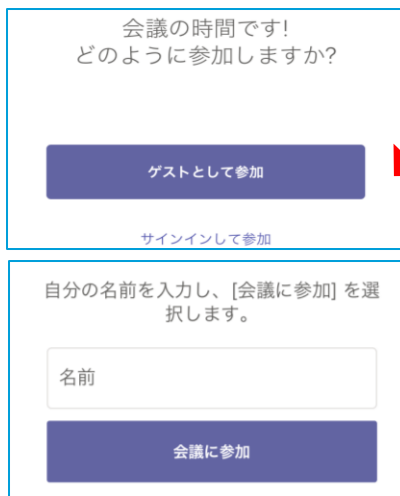 会議の時間です!
どのように参加しますか?
ゲストとして参加
サインインして参加
自分の名前を入力し、[会議に参加] を選
択します。
名前
会議に参加